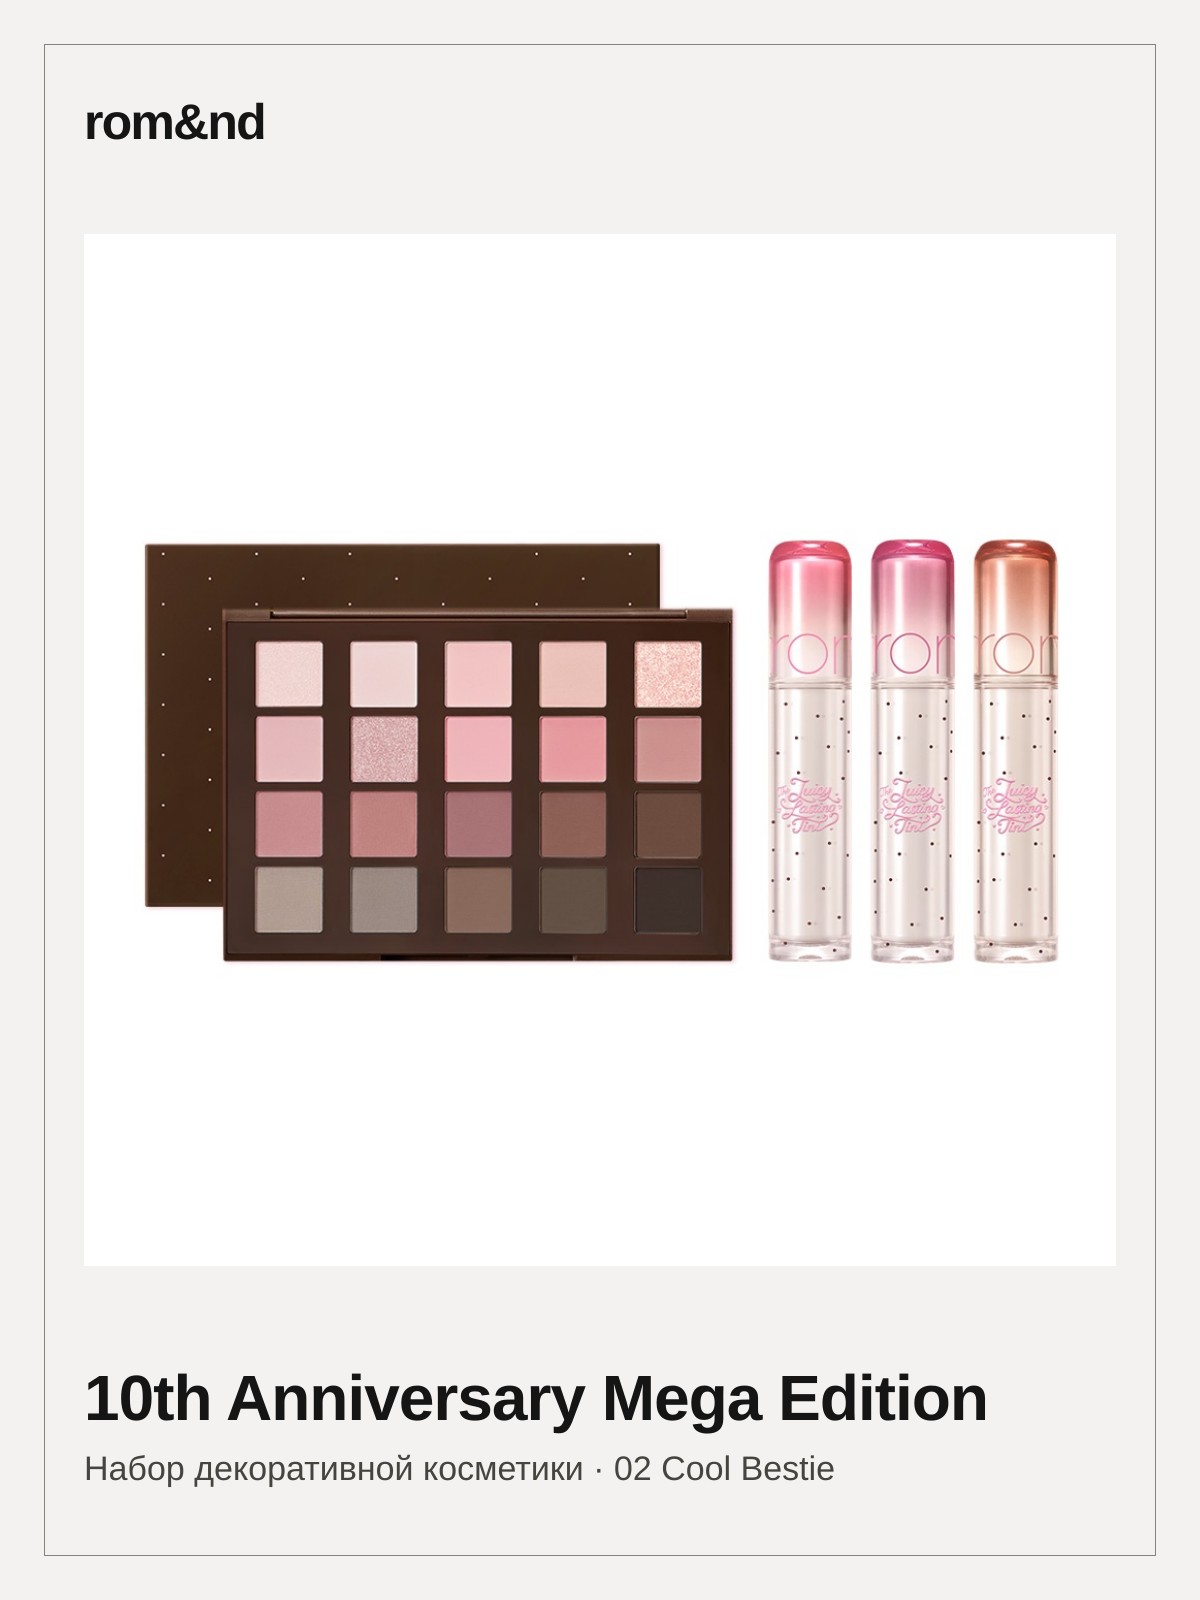 rom&nd
rom
rom
rom
The Juicy Lasting Tint
The Juicy Lasting Tint
The Juicy Lasting Tint
10th Anniversary Mega Edition
Набор декоративной косметики · 02 Cool Bestie